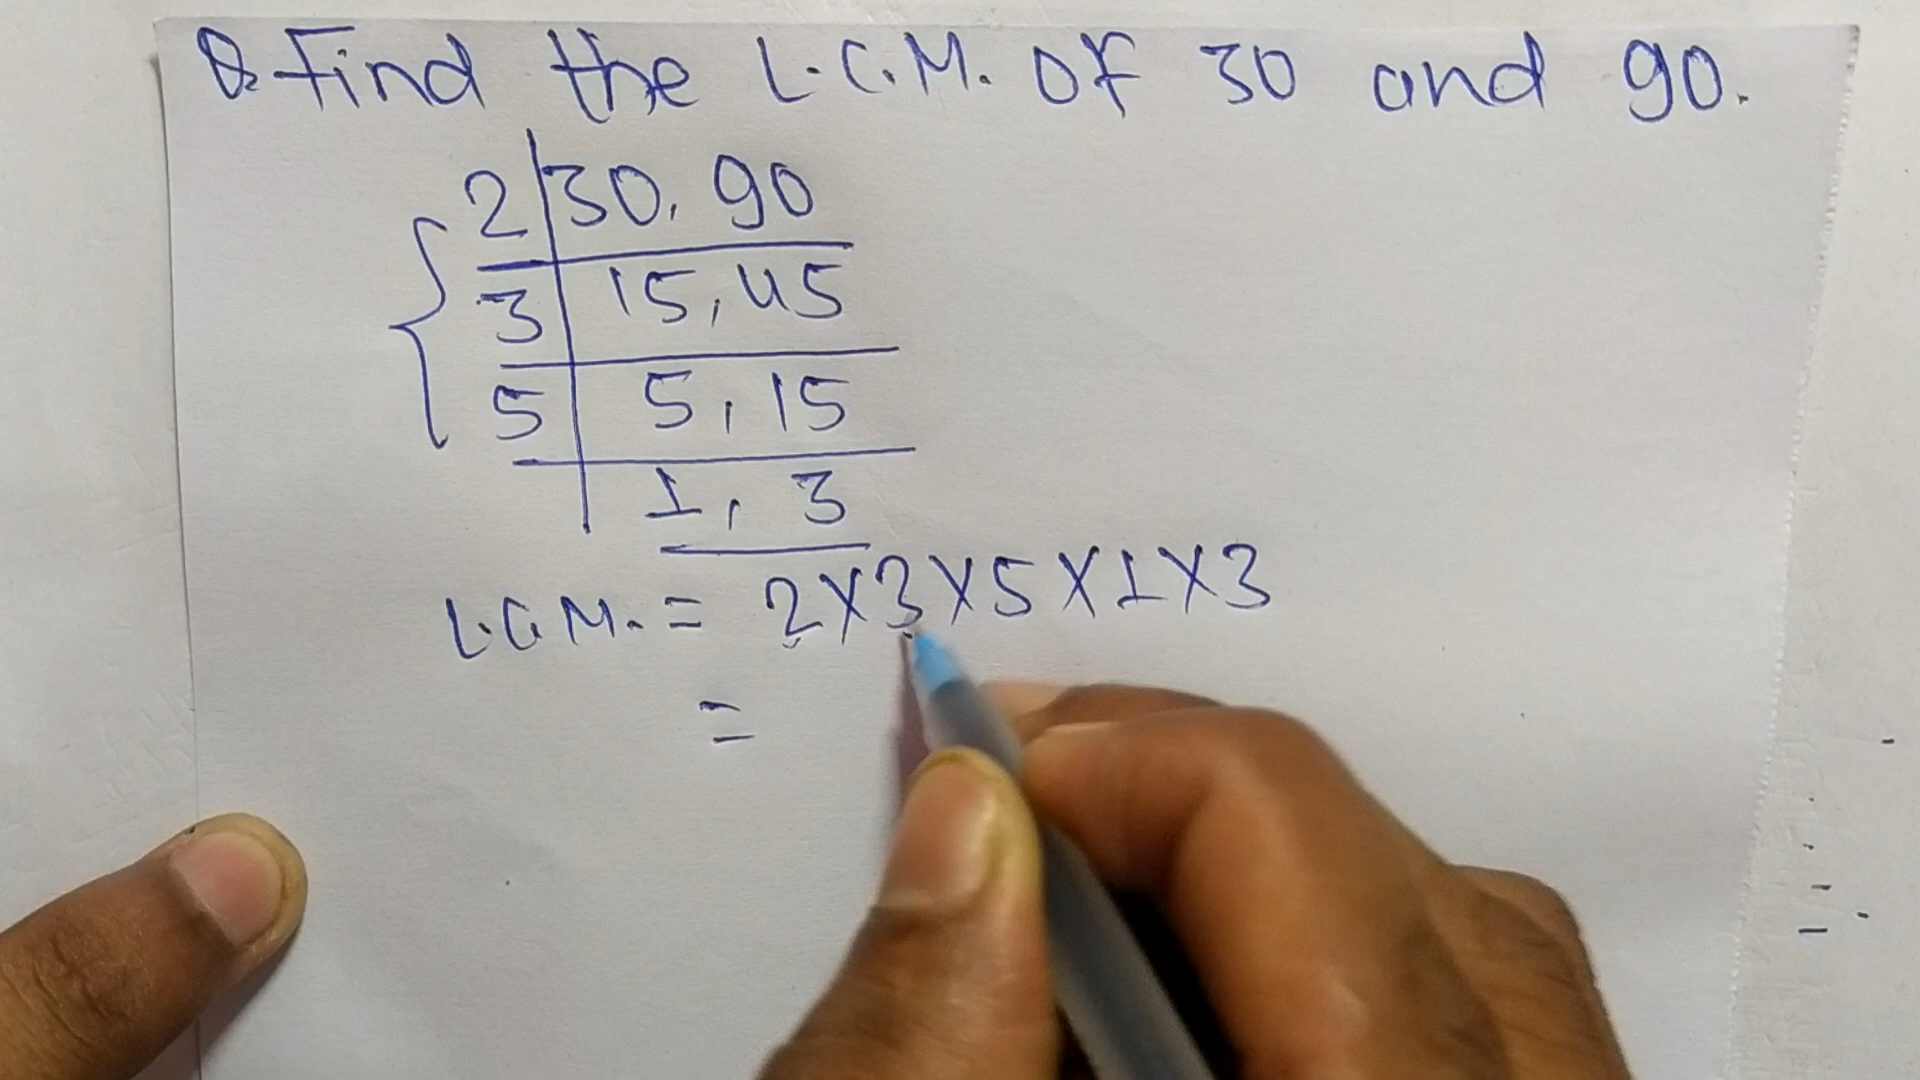 Q. Find the L.C.M. of 30 and 90.
2 | 30, 90
3 | 15, 45
5 | 5, 15
1, 3
L.C.M. = 2×3×5×1×3
=